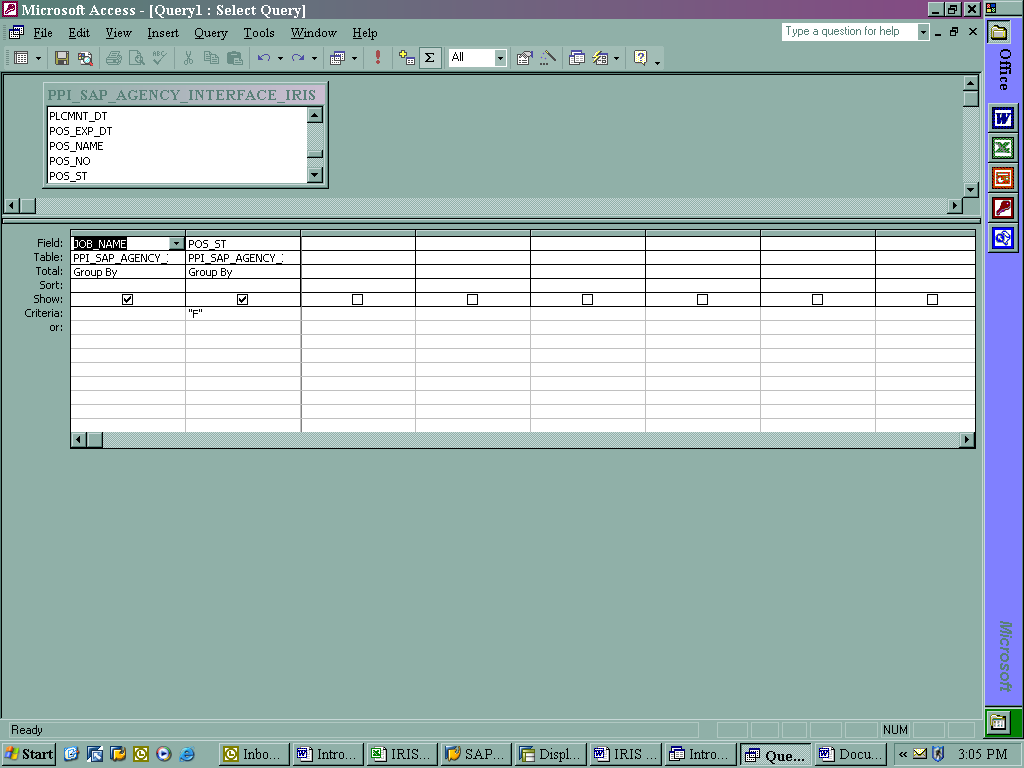 Microsoft Access - [Query1 : Select Query]
File Edit View Insert Query Tools Window Help
Type a question for help
All
Office
PPI_SAP_AGENCY_INTERFACE_IRIS
PLCMNT_DT
POS_EXP_DT
POS_NAME
POS_NO
POS_ST
Field: JOB_NAME POS_ST
Table: PPI_SAP_AGENCY_ PPI_SAP_AGENCY_
Total: Group By Group By
Sort:
Show:
Criteria: "F"
or:
Microsoft
Ready NUM
Start Inbo... Intro... IRIS... SAP... Displ... IRIS ... Intro... Que... Docu... « 3:05 PM